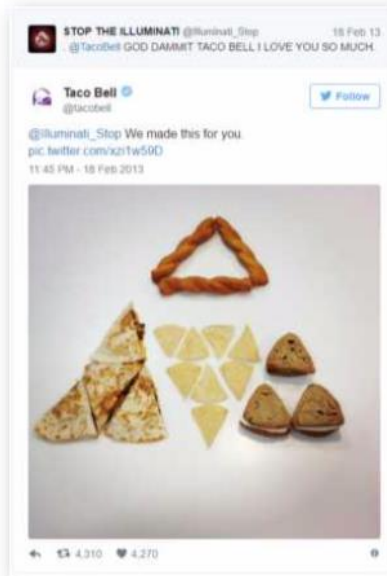 STOP THE ILLUMINATI @Illuminati_Stop 18 Feb 13
. @TacoBell GOD DAMMIT TACO BELL I LOVE YOU SO MUCH.
Taco Bell
Follow
@tacobell
@Illuminati_Stop We made this for you.
pic.twitter.com/xzi1w59D
11:45 PM - 18 Feb 2013
4,310 4,270